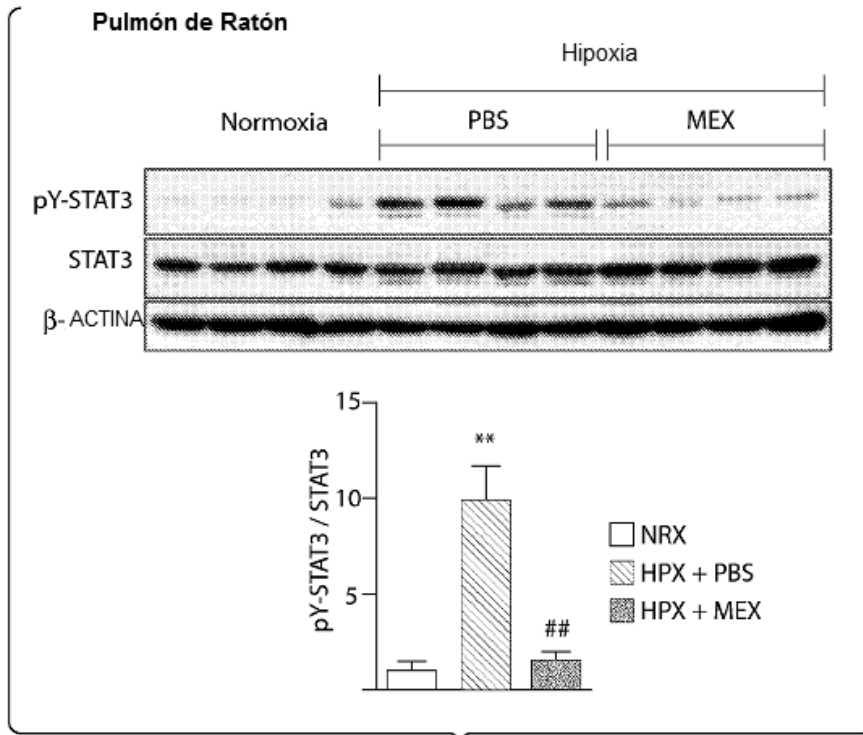 Pulmón de Ratón
Hipoxia
Normoxia
PBS
MEX
pY-STAT3
STAT3
β- ACTINA
15
**
10
pY-STAT3 / STAT3
NRX
HPX + PBS
5
##
HPX + MEX